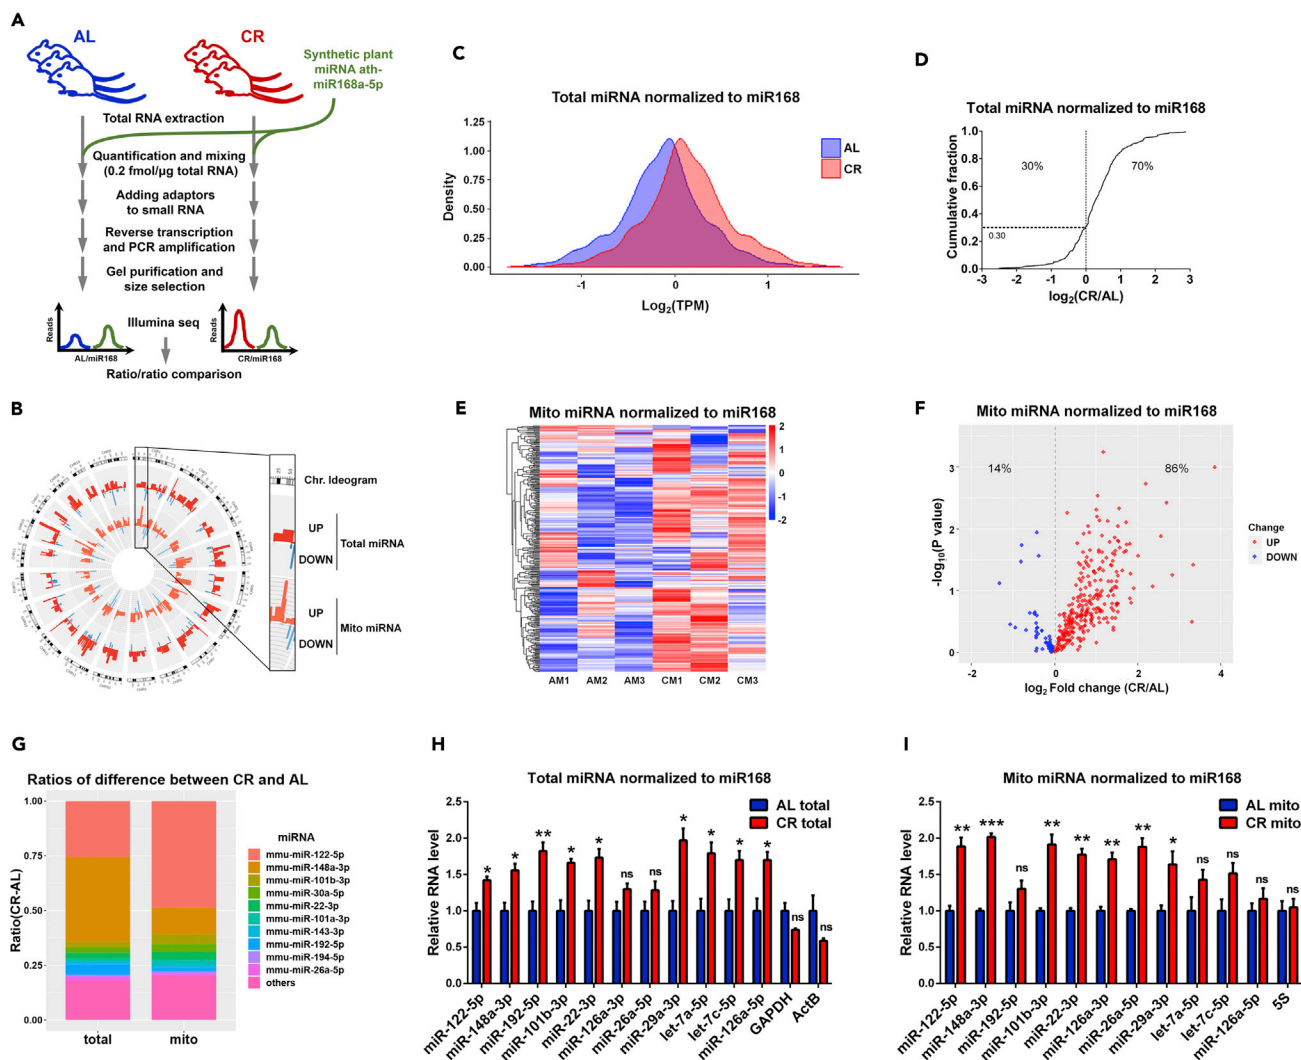 A
AL
CR
Synthetic plant
miRNA ath-
miR168a-5p
Total RNA extraction
Quantification and mixing
(0.2 fmol/µg total RNA)
Adding adaptors
to small RNA
Reverse transcription
and PCR amplification
Gel purification and
size selection
Reads
AL/miR168
Illumina seq
Reads
CR/miR168
Ratio/ratio comparison
B
Chr. Ideogram
25
50
UP
DOWN
Total miRNA
UP
DOWN
Mito miRNA
C
Total miRNA normalized to miR168
Density
1.25
1.00
0.75
0.50
0.25
0.00
-1
0
1
Log2(TPM)
AL
CR
D
Total miRNA normalized to miR168
Cumulative fraction
1.0
0.8
0.6
0.4
0.2
0.0
30%
70%
0.30
-3 -2 -1 0 1 2 3
log2(CR/AL)
E
Mito miRNA normalized to miR168
2
1
0
-1
-2
AM1 AM2 AM3 CM1 CM2 CM3
F
Mito miRNA normalized to miR168
14%
86%
-log10(P value)
3
2
1
0
-2
0
2
4
log2 Fold change (CR/AL)
Change
UP
DOWN
G
Ratios of difference between CR and AL
Ratio(CR-AL)
1.00
0.75
0.50
0.25
0.00
total
mito
miRNA
mmu-miR-122-5p
mmu-miR-148a-3p
mmu-miR-101b-3p
mmu-miR-30a-5p
mmu-miR-22-3p
mmu-miR-101a-3p
mmu-miR-143-3p
mmu-miR-192-5p
mmu-miR-194-5p
mmu-miR-26a-5p
others
H
Total miRNA normalized to miR168
Relative RNA level
2.5
2.0
1.5
1.0
0.5
0.0
AL total
CR total
* * ** * * ns ns * * * * ns ns
miR-122-5p
miR-148a-3p
miR-192-5p
miR-101b-3p
miR-22-3p
miR-126a-3p
miR-26a-5p
miR-29a-3p
let-7a-5p
let-7c-5p
miR-126a-5p
GAPDH
ActB
I
Mito miRNA normalized to miR168
Relative RNA level
2.5
2.0
1.5
1.0
0.5
0.0
AL mito
CR mito
** *** ns ** ** ** ** * ns ns ns ns
miR-122-5p
miR-148a-3p
miR-192-5p
miR-101b-3p
miR-22-3p
miR-126a-3p
miR-26a-5p
miR-29a-3p
let-7a-5p
let-7c-5p
miR-126a-5p
5S